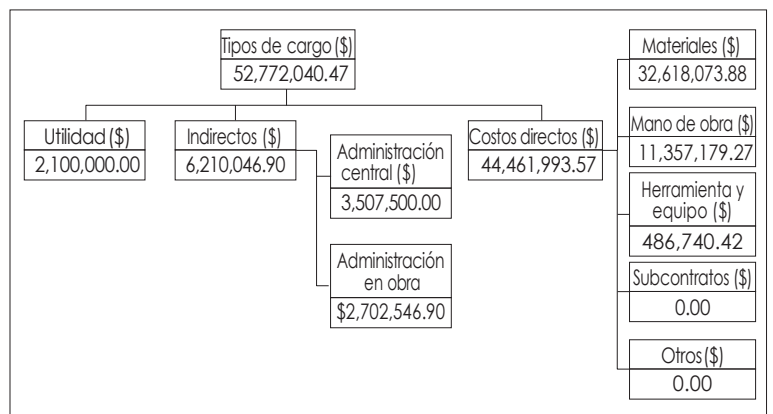 Tipos de cargo ($)
52,772,040.47
Utilidad ($)
2,100,000.00
Indirectos ($)
6,210,046.90
Administración
central ($)
3,507,500.00
Administración
en obra
$2,702,546.90
Costos directos ($)
44,461,993.57
Materiales ($)
32,618,073.88
Mano de obra ($)
11,357,179.27
Herramienta y
equipo ($)
486,740.42
Subcontratos ($)
0.00
Otros ($)
0.00